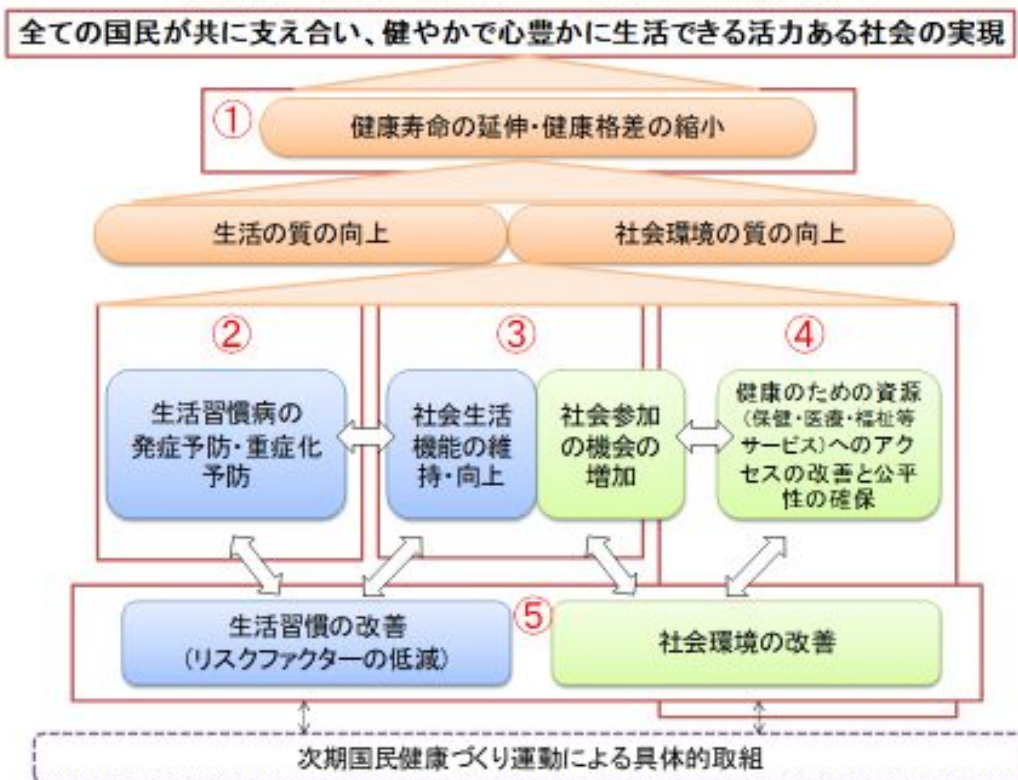 全ての国民が共に支え合い、健やかで心豊かに生活できる活力ある社会の実現
①
健康寿命の延伸・健康格差の縮小
生活の質の向上
社会環境の質の向上
②
生活習慣病の
発症予防・重症化
予防
③
社会生活
機能の維
持・向上
社会参加
の機会の
増加
④
健康のための資源
(保健・医療・福祉等
サービス)へのアク
セスの改善と公平
性の確保
⑤
生活習慣の改善
(リスクファクターの低減)
社会環境の改善
次期国民健康づくり運動による具体的取組